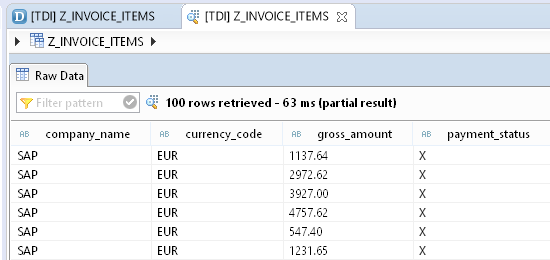 [TDI] Z_INVOICE_ITEMS [TDI] Z_INVOICE_ITEMS
Z_INVOICE_ITEMS
Raw Data
Filter pattern 100 rows retrieved - 63 ms (partial result)
AB company_name AB currency_code AB gross_amount AB payment_status
SAP EUR 1137.64 X
SAP EUR 2972.62 X
SAP EUR 3927.00 X
SAP EUR 4757.62 X
SAP EUR 547.40 X
SAP EUR 1231.65 X